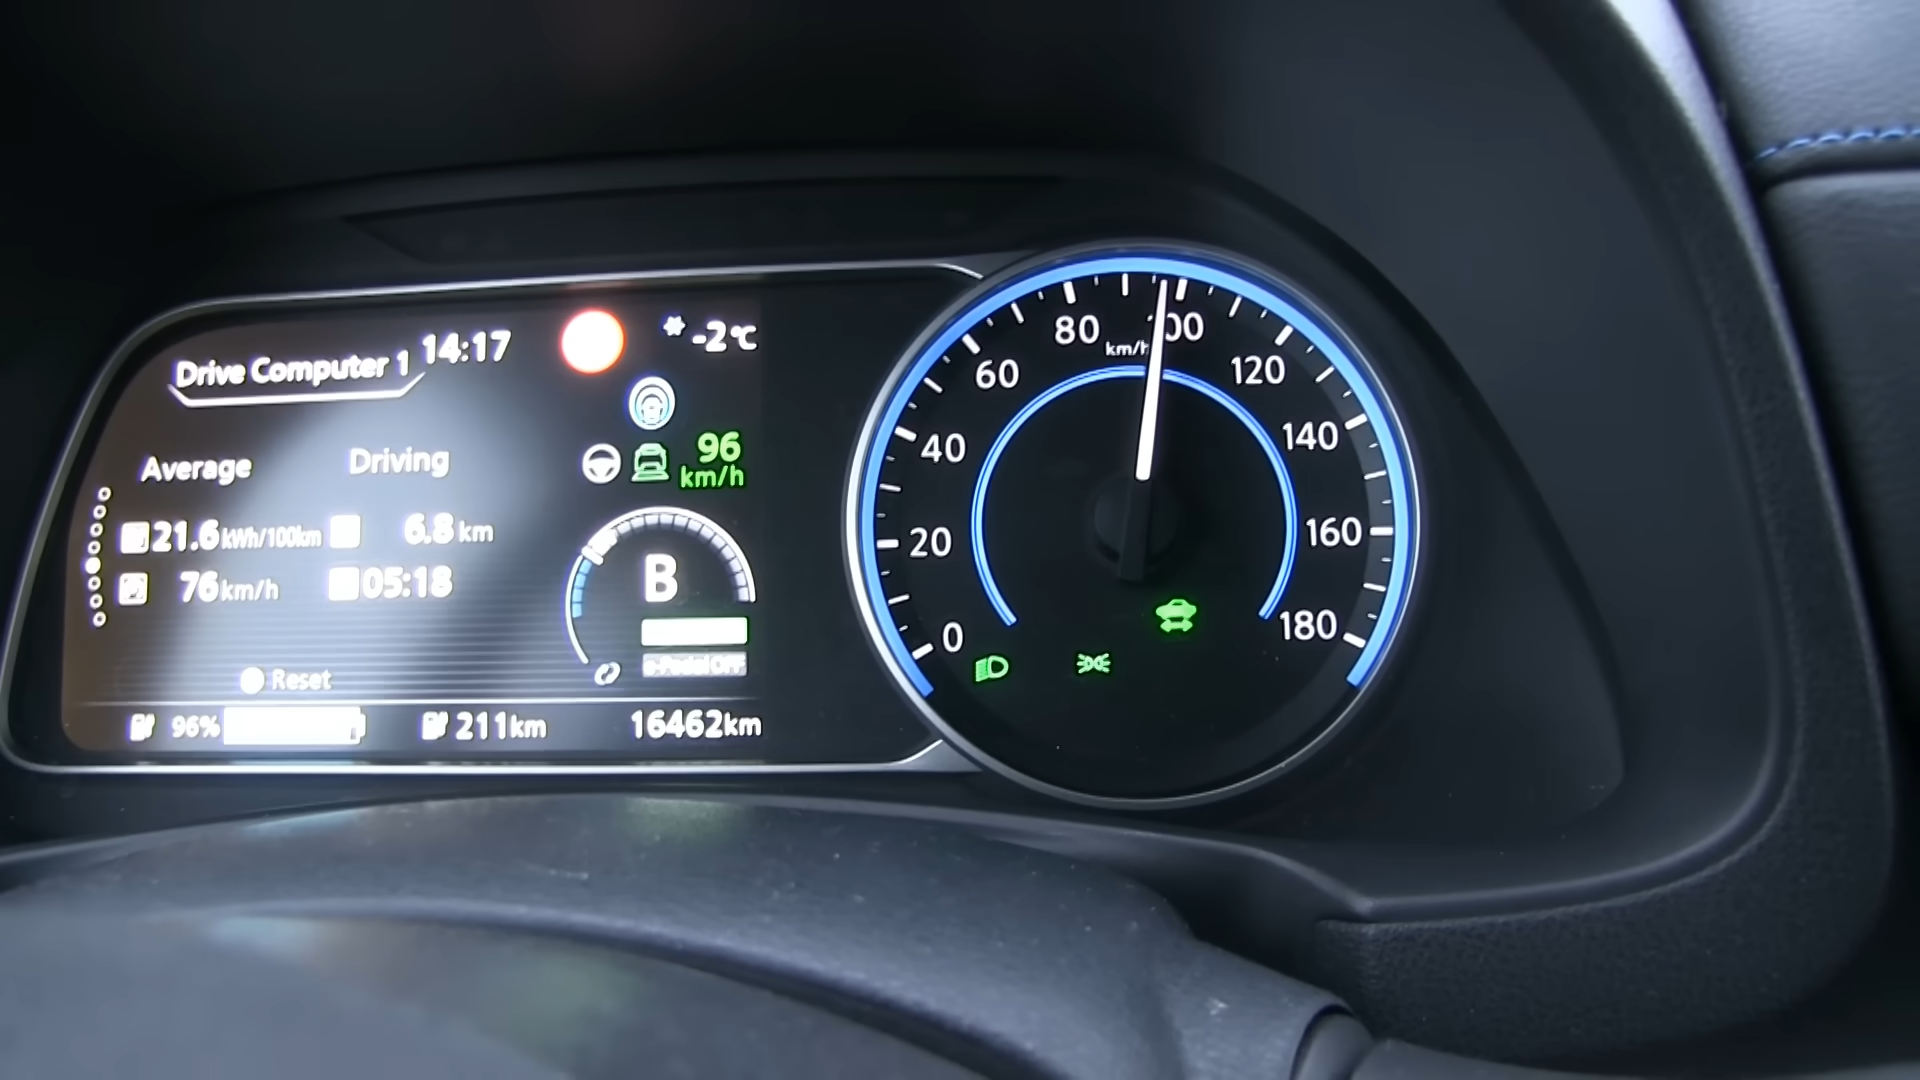 Drive Computer 1
14:17
-2°C
96
km/h
Average
Driving
21.6 kWh/100km
6.8 km
76 km/h
05:18
B
e-Pedal OFF
Reset
96%
211km
16462km
0
20
40
60
80
100
120
140
160
180
km/h